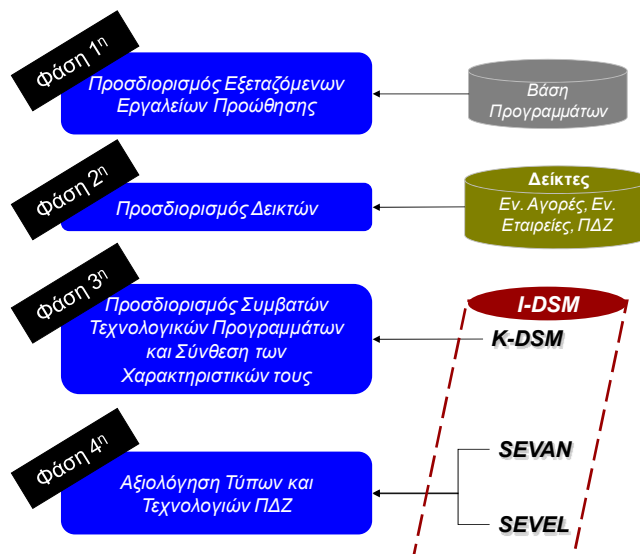 Φάση 1η
Προσδιορισμός Εξεταζόμενων
Εργαλείων Προώθησης
Βάση
Προγραμμάτων
Φάση 2η
Προσδιορισμός Δεικτών
Δείκτες
Εν. Αγορές, Εν.
Εταιρείες, ΠΔΖ
Φάση 3η
Προσδιορισμός Συμβατών
Τεχνολογικών Προγραμμάτων
και Σύνθεση των
Χαρακτηριστικών τους
I-DSM
K-DSM
Φάση 4η
Αξιολόγηση Τύπων και
Τεχνολογιών ΠΔΖ
SEVAN
SEVEL